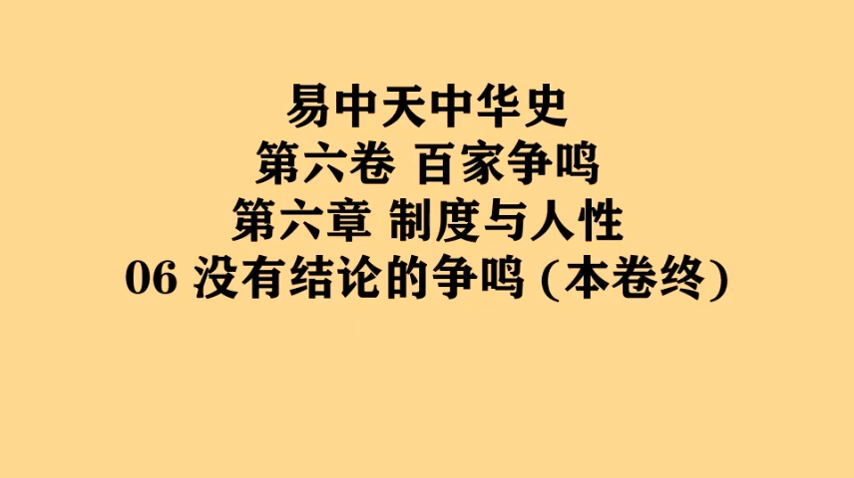 易中天中华史
第六卷 百家争鸣
第六章 制度与人性
06 没有结论的争鸣 (本卷终)